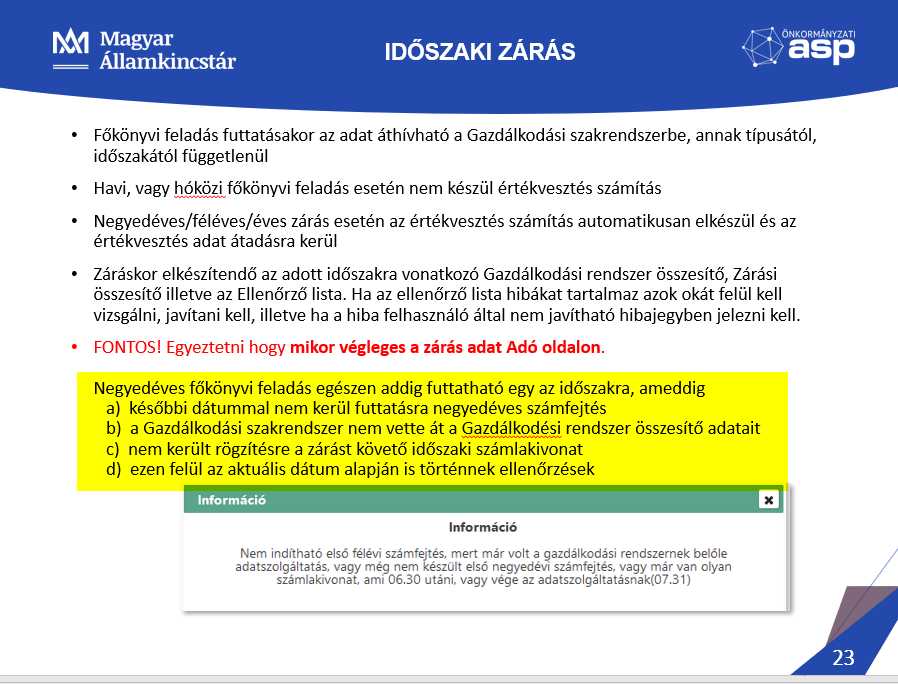 Magyar
Államkincstár
IDŐSZAKI ZÁRÁS
ÖNKORMÁNYZATI
asp
• Főkönyvi feladás futtatásakor az adat áthívható a Gazdálkodási szakrendszerbe, annak típusától,
időszakától függetlenül
• Havi, vagy hóközi főkönyvi feladás esetén nem készül értékvesztés számítás
• Negyedéves/féléves/éves zárás esetén az értékvesztés számítás automatikusan elkészül és az
értékvesztés adat átadásra kerül
• Záráskor elkészítendő az adott időszakra vonatkozó Gazdálkodási rendszer összesítő, Zárási
összesítő illetve az Ellenőrző lista. Ha az ellenőrző lista hibákat tartalmaz azok okát felül kell
vizsgálni, javítani kell, illetve ha a hiba felhasználó által nem javítható hibajegyben jelezni kell.
• FONTOS! Egyeztetni hogy mikor végleges a zárás adat Adó oldalon.
Negyedéves főkönyvi feladás egészen addig futtatható egy az időszakra, ameddig
a) későbbi dátummal nem kerül futtatásra negyedéves számfejtés
b) a Gazdálkodási szakrendszer nem vette át a Gazdálkodési rendszer összesítő adatait
c) nem került rögzítésre a zárást követő időszaki számlakivonat
d) ezen felül az aktuális dátum alapján is történnek ellenőrzések
Információ
Információ
Nem indítható első félévi számfejtés, mert már volt a gazdálkodási rendszernek belőle
adatszolgáltatás, vagy még nem készült első negyedévi számfejtés, vagy már van olyan
számlakivonat, ami 06.30 utáni, vagy vége az adatszolgáltatásnak(07.31)
23